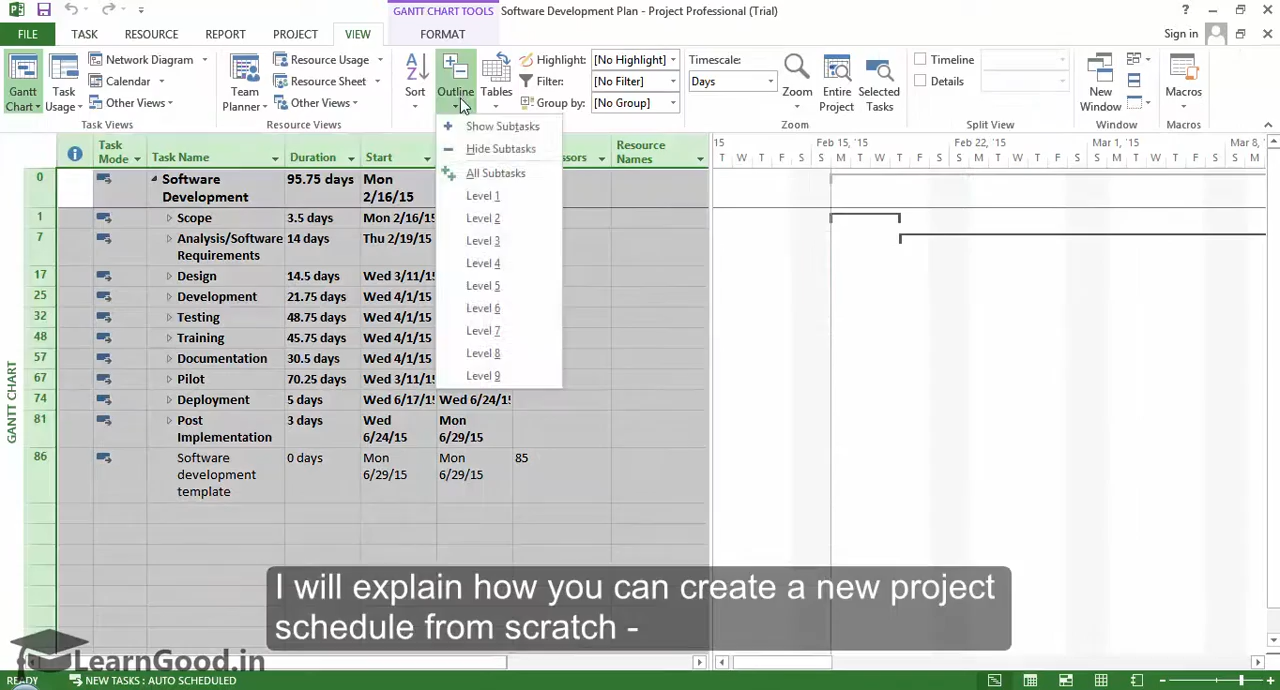 GANTT CHART TOOLS
Software Development Plan - Project Professional (Trial)
?
FILE TASK RESOURCE REPORT PROJECT VIEW FORMAT Sign in
Gantt Chart
Task Usage
Network Diagram
Calendar
Other Views
Task Views
Team Planner
Resource Usage
Resource Sheet
Other Views
Resource Views
Sort
Outline
Tables
Highlight: [No Highlight]
Filter: [No Filter]
Group by: [No Group]
Timescale:
Days
Zoom
Entire Project
Selected Tasks
Zoom
Timeline
Details
Split View
New Window
Window
Macros
Macros
Show Subtasks
Hide Subtasks
All Subtasks
Level 1
Level 2
Level 3
Level 4
Level 5
Level 6
Level 7
Level 8
Level 9
Task Mode Task Name Duration Start ssors Resource Names
Feb 15, '15 Feb 22, '15 Mar 1, '15 Mar 8, '
T W T F S S M T W T F S S M T W T F S S M T W T F S S M
0 Software Development 95.75 days Mon 2/16/15
1 Scope 3.5 days Mon 2/16/15
7 Analysis/Software Requirements 14 days Thu 2/19/15
17 Design 14.5 days Wed 3/11/15
25 Development 21.75 days Wed 4/1/15
32 Testing 48.75 days Wed 4/1/15
48 Training 45.75 days Wed 4/1/15
57 Documentation 30.5 days Wed 4/1/15
67 Pilot 70.25 days Wed 3/11/15
74 Deployment 5 days Wed 6/17/15 Wed 6/24/15
81 Post Implementation 3 days Wed 6/24/15 Mon 6/29/15
86 Software development template 0 days Mon 6/29/15 Mon 6/29/15 85
GANTT CHART
I will explain how you can create a new project
schedule from scratch -
LearnGood.in
READY NEW TASKS : AUTO SCHEDULED